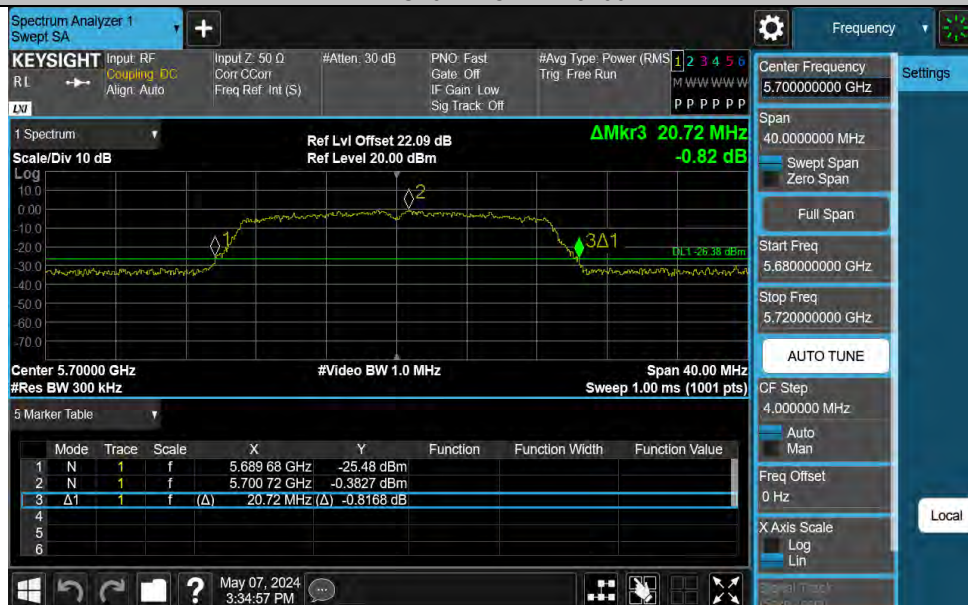 Spectrum Analyzer 1
Swept SA
Frequency
KEYSIGHT
Input: RF
Coupling: DC
Align: Auto
Input Z: 50 Ω
Corr CCorr
Freq Ref: Int (S)
#Atten: 30 dB
PNO: Fast
Gate: Off
IF Gain: Low
Sig Track: Off
#Avg Type: Power (RMS
Trig: Free Run
1 2 3 4 5 6
M W W W W W
P P P P P P
R L
LXI
1 Spectrum
Scale/Div 10 dB
Ref Lvl Offset 22.09 dB
Ref Level 20.00 dBm
ΔMkr3 20.72 MHz
-0.82 dB
Log
10.0
0.00
-10.0
-20.0
-30.0
-40.0
-50.0
-60.0
-70.0
1
2
3Δ1
DL1 -26.38 dBm
Center 5.70000 GHz
#Res BW 300 kHz
#Video BW 1.0 MHz
Span 40.00 MHz
Sweep 1.00 ms (1001 pts)
5 Marker Table
Mode Trace Scale X Y Function Function Width Function Value
1 N 1 f 5.689 68 GHz -25.48 dBm
2 N 1 f 5.700 72 GHz -0.3827 dBm
3 Δ1 1 f (Δ) 20.72 MHz (Δ) -0.8168 dB
4
5
6
May 07, 2024
3:34:57 PM
Center Frequency
5.700000000 GHz
Settings
Span
40.0000000 MHz
Swept Span
Zero Span
Full Span
Start Freq
5.680000000 GHz
Stop Freq
5.720000000 GHz
AUTO TUNE
CF Step
4.000000 MHz
Auto
Man
Freq Offset
0 Hz
X Axis Scale
Log
Lin
Local
Signal Track